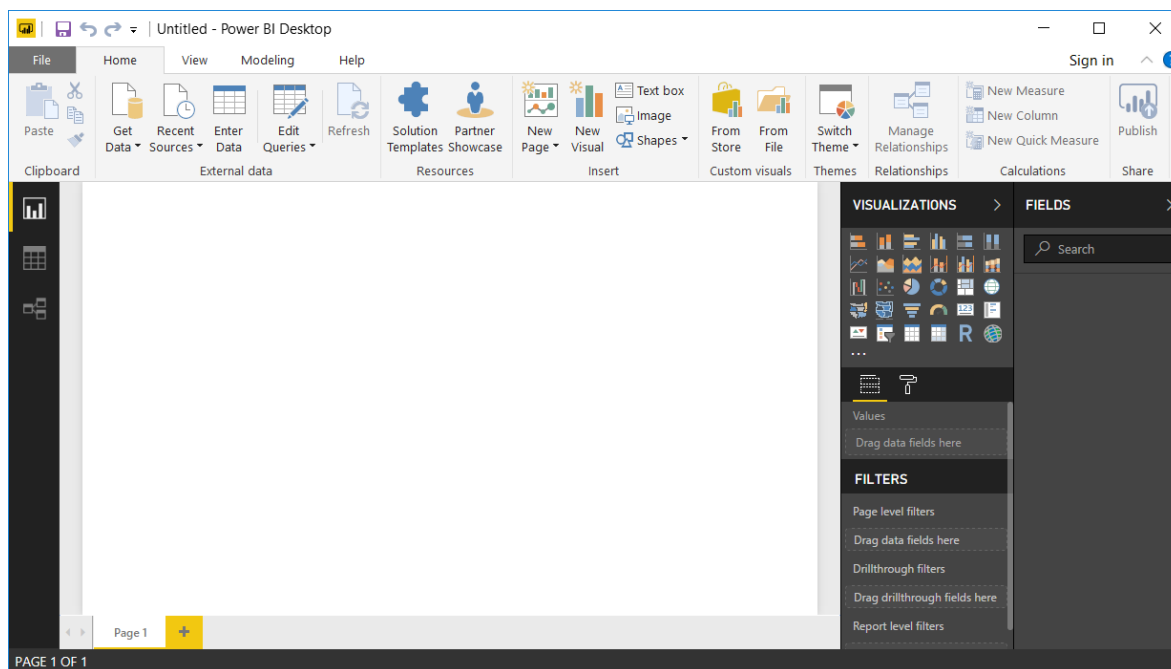 Untitled - Power BI Desktop
File Home View Modeling Help Sign in
Paste
Get Data
Recent Sources
Enter Data
Edit Queries
Refresh
Solution Templates
Partner Showcase
New Page
New Visual
Text box
Image
Shapes
From Store
From File
Switch Theme
Manage Relationships
New Measure
New Column
New Quick Measure
Publish
Clipboard External data Resources Insert Custom visuals Themes Relationships Calculations Share
VISUALIZATIONS
FIELDS
Search
123
R
Values
Drag data fields here
FILTERS
Page level filters
Drag data fields here
Drillthrough filters
Drag drillthrough fields here
Report level filters
Page 1
PAGE 1 OF 1